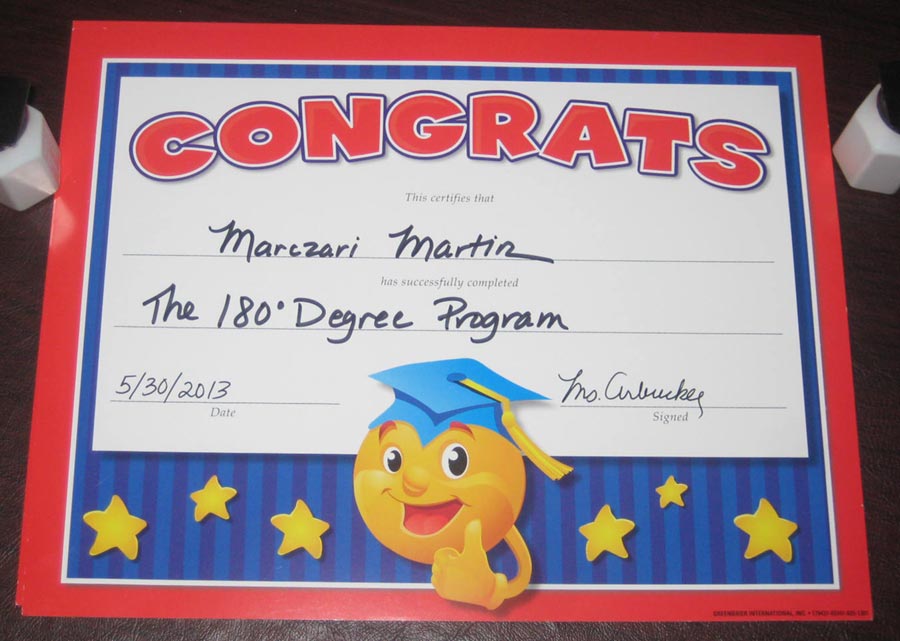 CONGRATS
This certifies that
Marczari Martin
has successfully completed
The 180° Degree Program
5/30/2013
Date
Signed